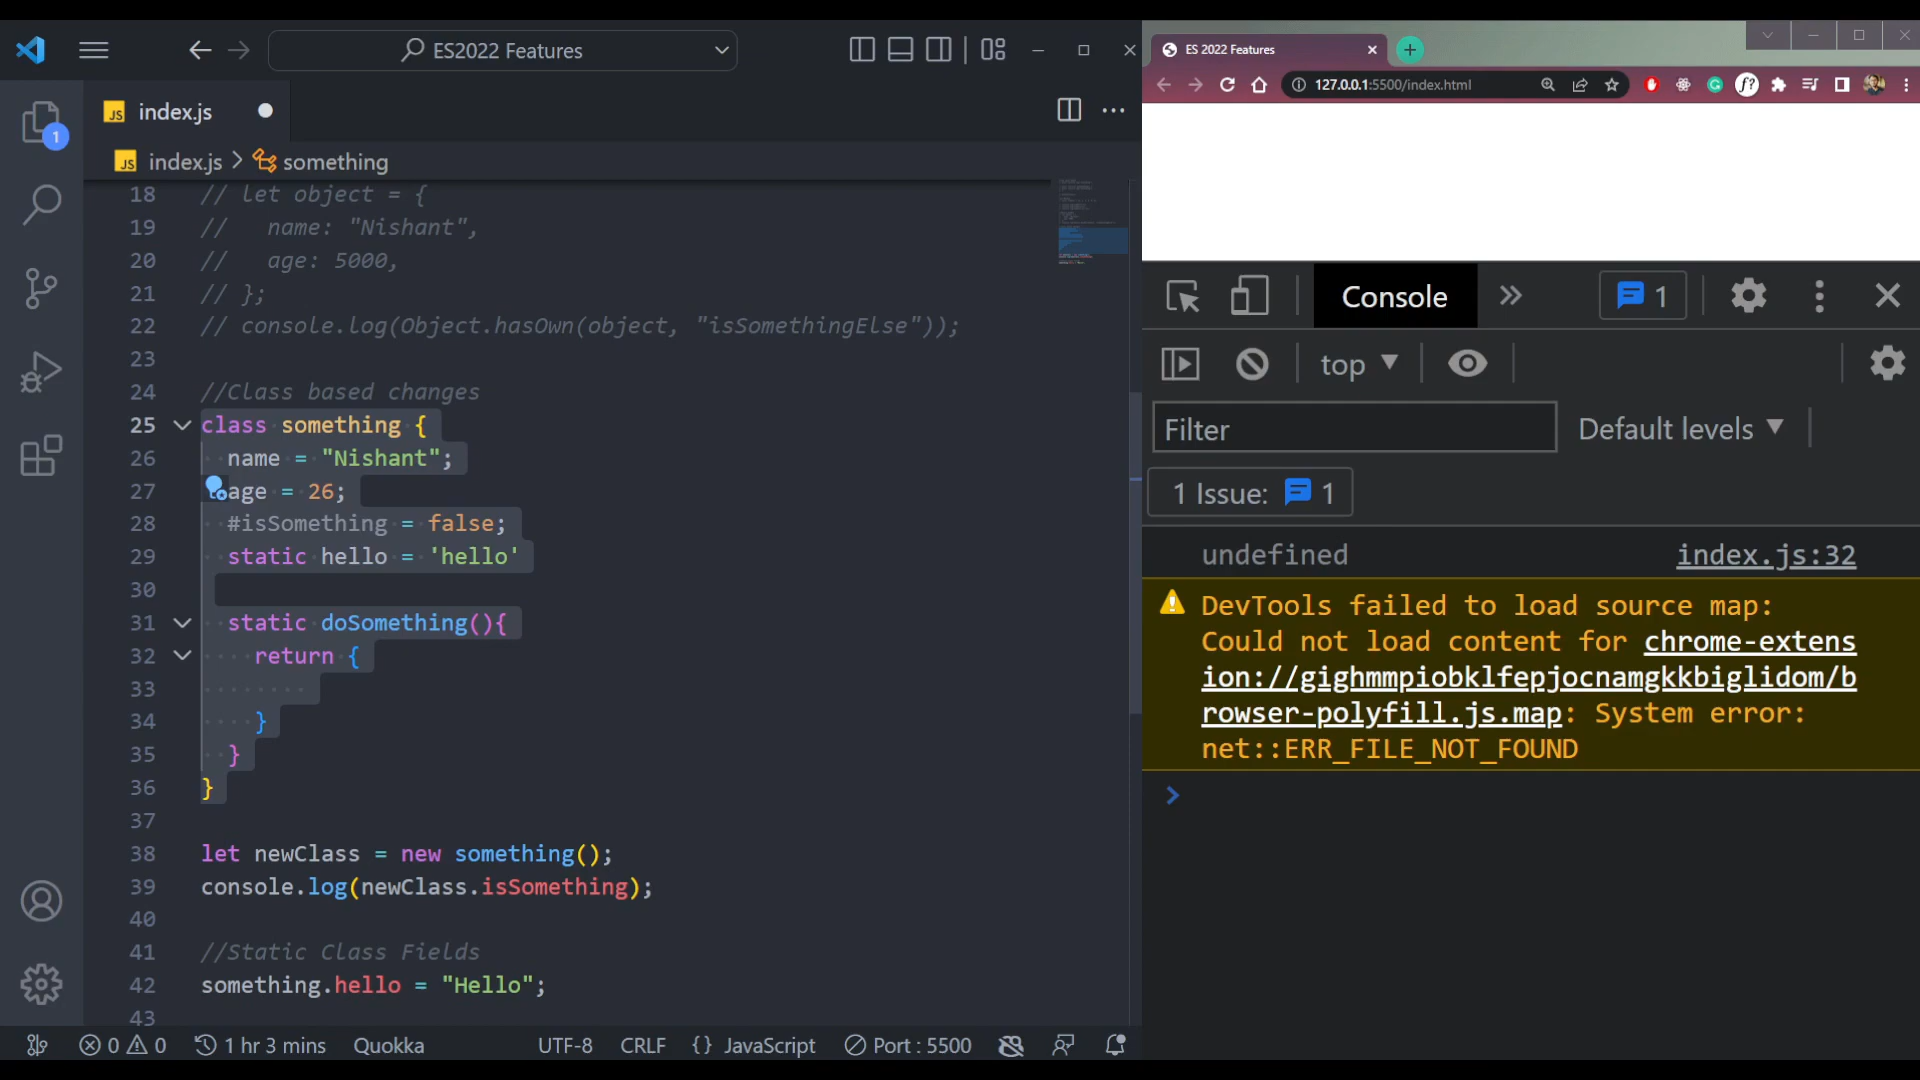 ES2022 Features
ES 2022 Features
127.0.0.1:5500/index.html
f?
JS index.js
1
JS index.js > something
18 // let object = {
19 //   name: "Nishant",
20 //   age: 5000,
21 // };
22 // console.log(Object.hasOwn(object, "isSomethingElse"));
23
24 //Class based changes
25 class something {
26   name = "Nishant";
27   age = 26;
28   #isSomething = false;
29   static hello = 'hello'
30
31   static doSomething(){
32     return {
33
34     }
35   }
36 }
37
38 let newClass = new something();
39 console.log(newClass.isSomething);
40
41 //Static Class Fields
42 something.hello = "Hello";
43
0 0 1 hr 3 mins Quokka UTF-8 CRLF {} JavaScript Port : 5500
Console 1
top
Filter Default levels
1 Issue: 1
undefined index.js:32
DevTools failed to load source map:
Could not load content for chrome-extens
ion://gighmmpiobklfepjocnamgkkbiglidom/b
rowser-polyfill.js.map: System error:
net::ERR_FILE_NOT_FOUND
>